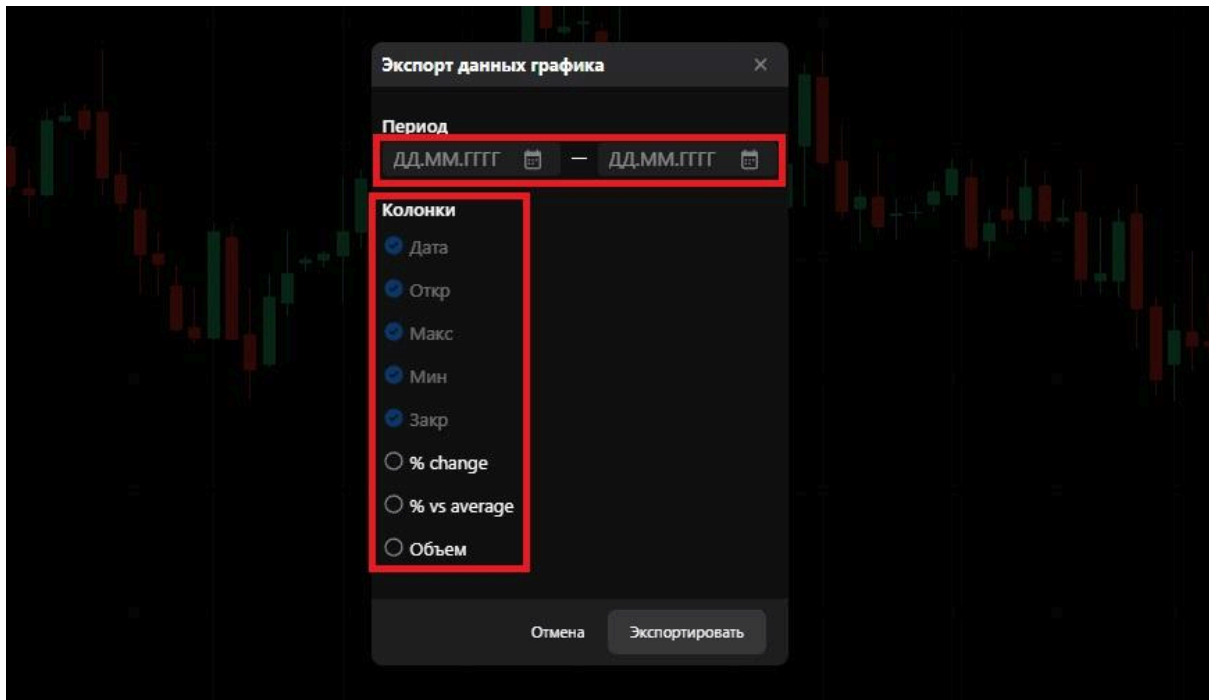 Экспорт данных графика
Период
ДД.ММ.ГГГГ — ДД.ММ.ГГГГ
Колонки
Дата
Откр
Макс
Мин
Закр
% change
% vs average
Объем
Отмена Экспортировать